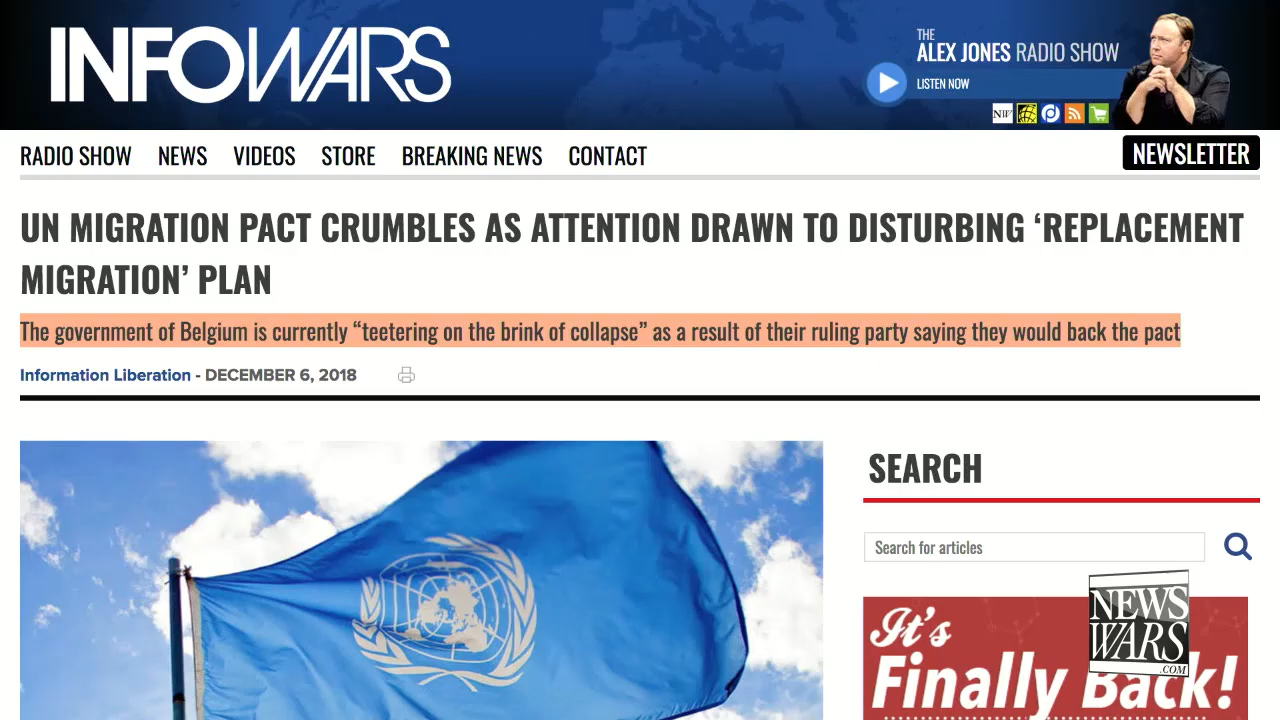 INFOWARS
THE
ALEX JONES RADIO SHOW
LISTEN NOW
NW
RADIO SHOW NEWS VIDEOS STORE BREAKING NEWS CONTACT
NEWSLETTER
UN MIGRATION PACT CRUMBLES AS ATTENTION DRAWN TO DISTURBING ‘REPLACEMENT
MIGRATION’ PLAN
The government of Belgium is currently “teetering on the brink of collapse” as a result of their ruling party saying they would back the pact
Information Liberation - DECEMBER 6, 2018
SEARCH
Search for articles
It's
Finally Back!
NEWS
WARS
.COM